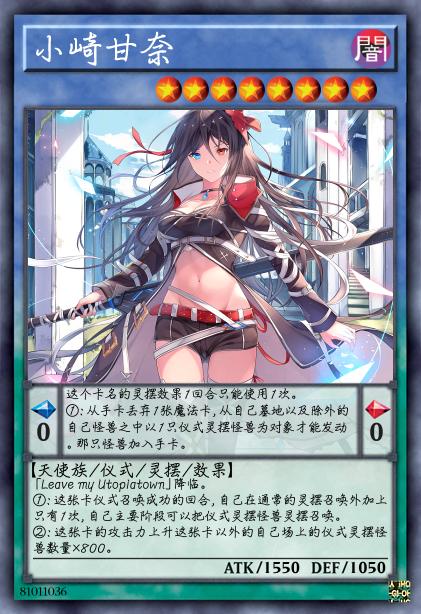 小崎甘奈
闇
这个卡名的灵摆效果1回合只能使用1次。
①:从手卡丢弃1张魔法卡,从自己墓地以及除外的
自己怪兽之中以1只仪式灵摆怪兽为对象才能发动
。那只怪兽加入手卡。
0
0
【天使族/仪式/灵摆/效果】
「Leave my Utopiatown」降临。
①:这张卡仪式召唤成功的回合,自己在通常的灵摆召唤外加上
只有1次,自己主要阶段可以把仪式灵摆怪兽灵摆召唤。
②:这张卡的攻击力上升这张卡以外的自己场上的仪式灵摆怪
兽数量×800。
ATK/1550 DEF/1050
81011036